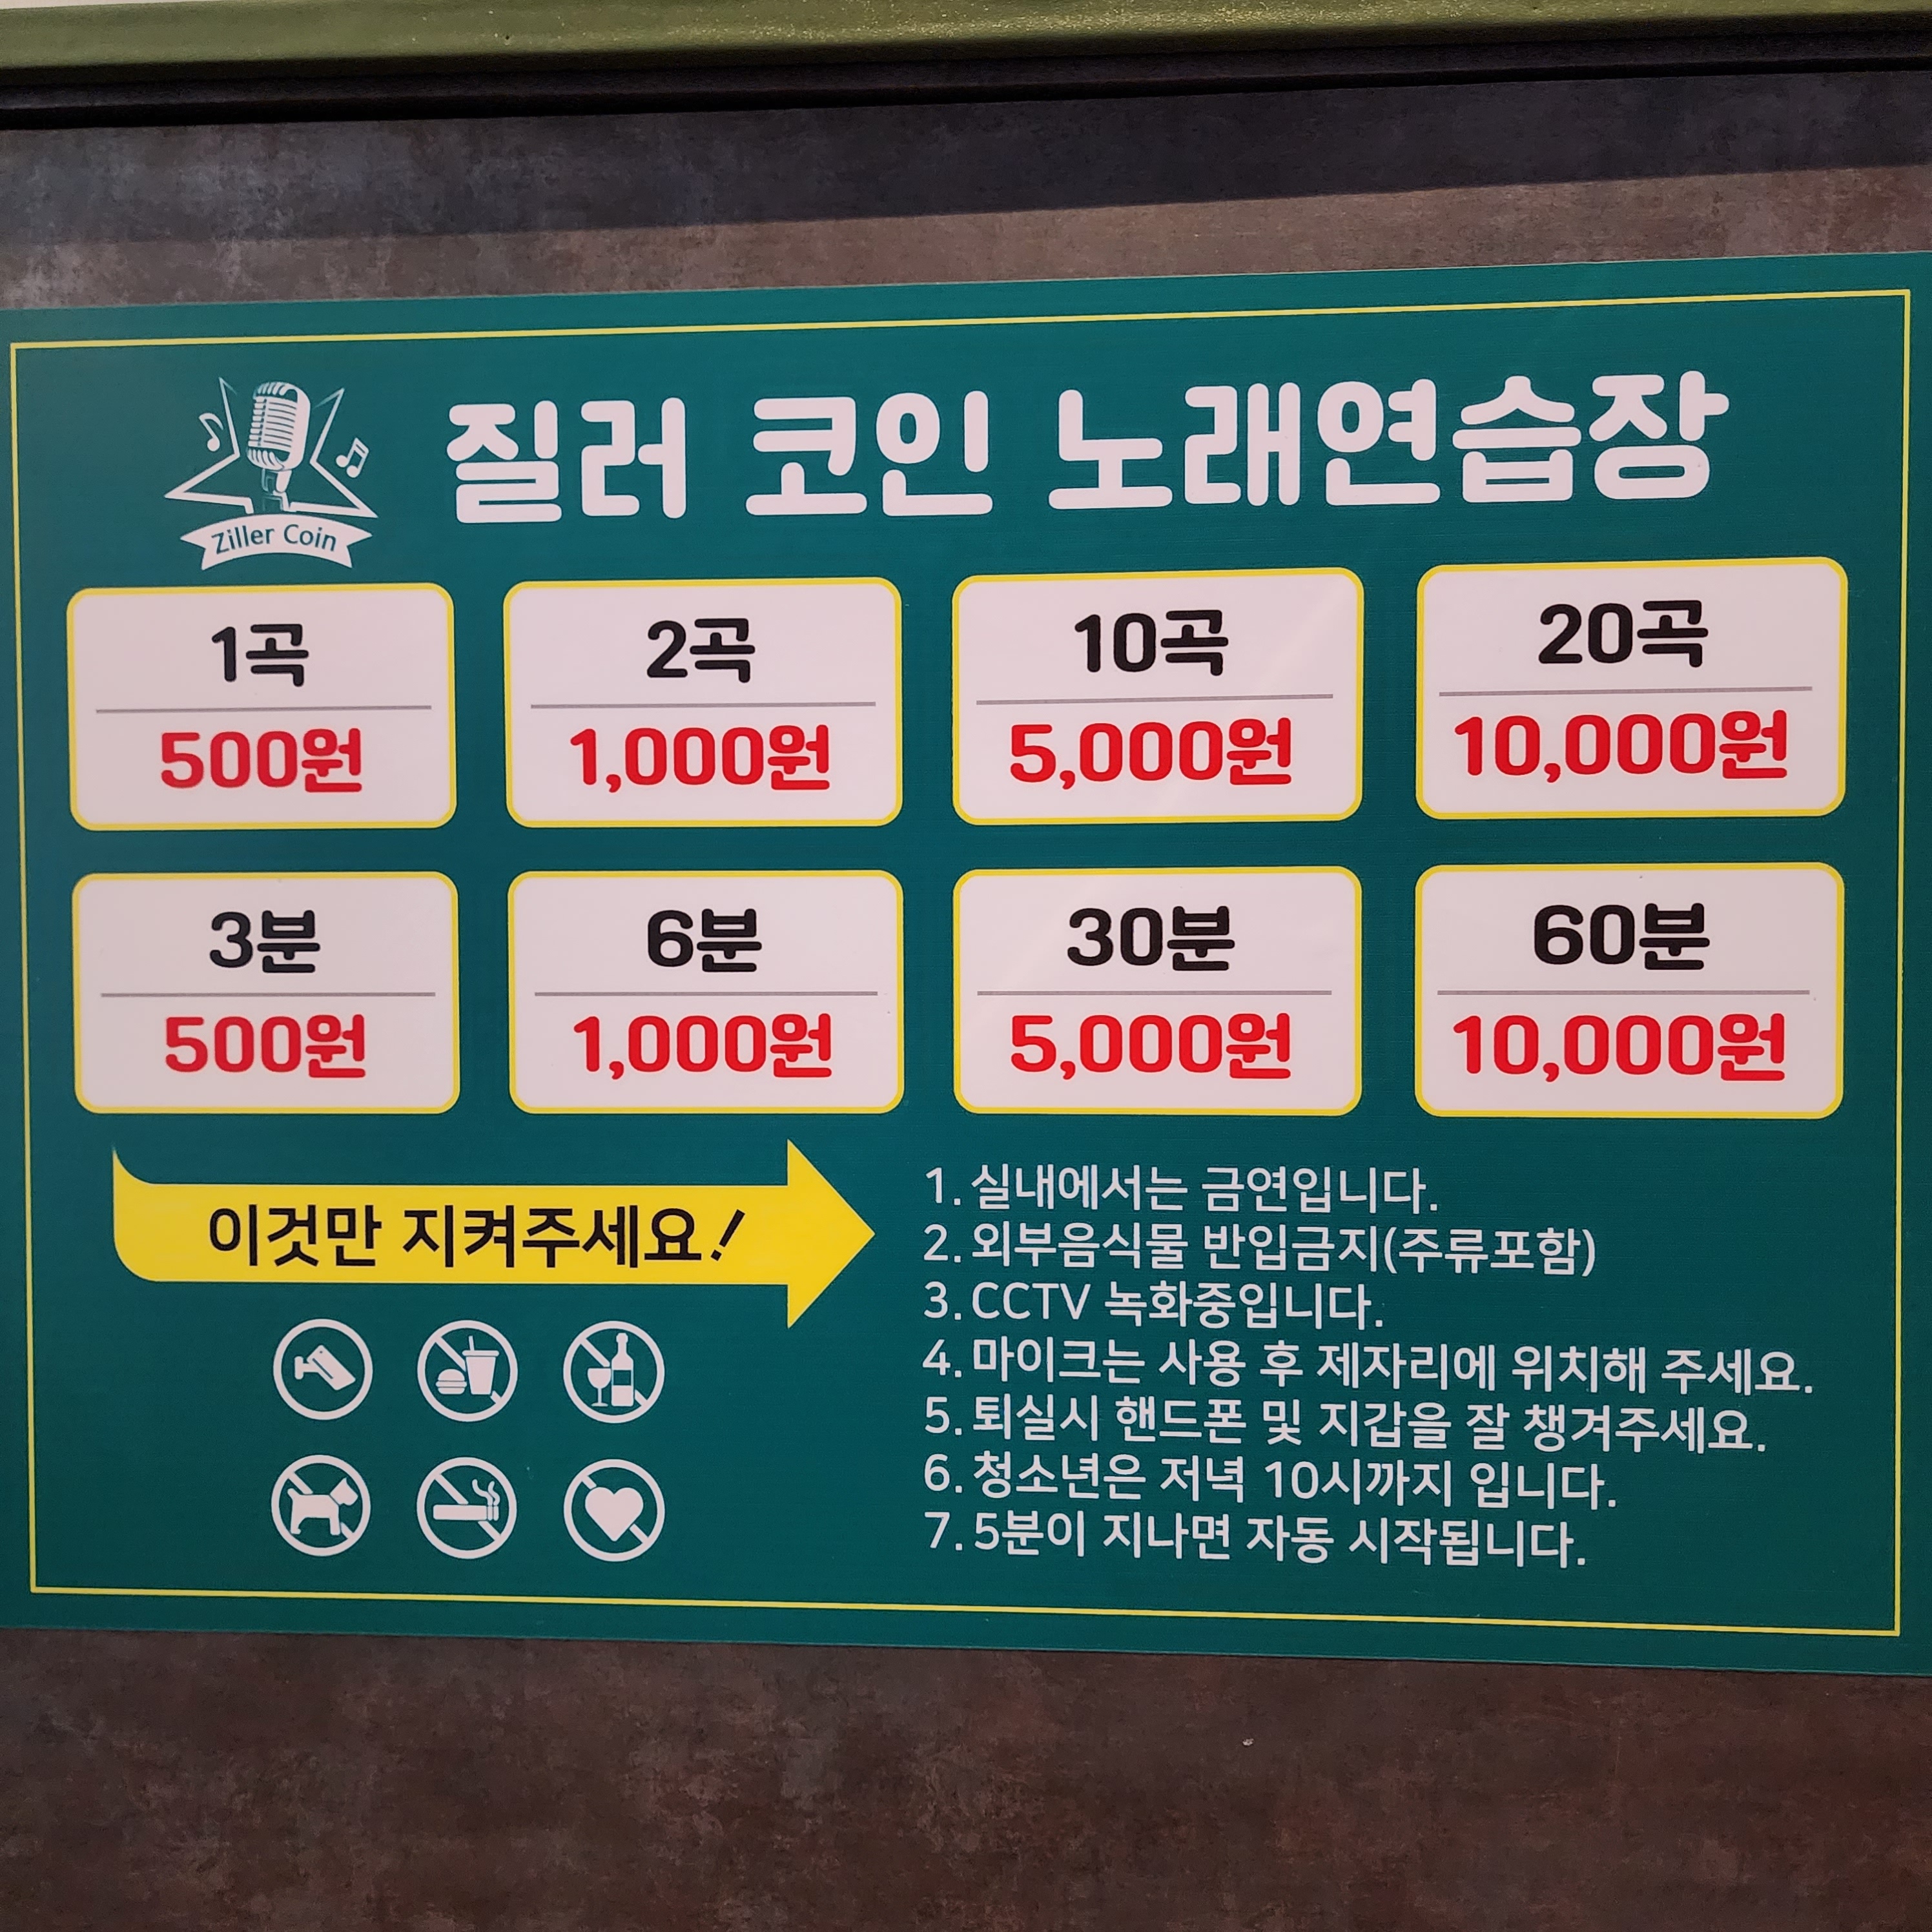 질러 코인 노래연습장
Ziller Coin
1곡 2곡 10곡 20곡
500원 1,000원 5,000원 10,000원
3분 6분 30분 60분
500원 1,000원 5,000원 10,000원
이것만 지켜주세요!
1. 실내에서는 금연입니다.
2. 외부음식물 반입금지(주류포함)
3. CCTV 녹화중입니다.
4. 마이크는 사용 후 제자리에 위치해 주세요.
5. 퇴실시 핸드폰 및 지갑을 잘 챙겨주세요.
6. 청소년은 저녁 10시까지 입니다.
7. 5분이 지나면 자동 시작됩니다.